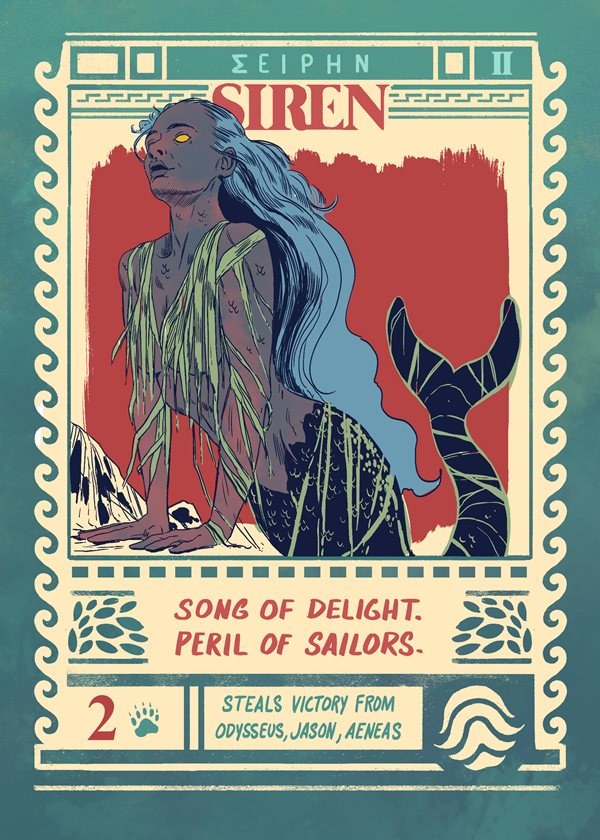 ΣΕΙΡΗΝ
II
SIREN
SONG OF DELIGHT.
PERIL OF SAILORS.
2
STEALS VICTORY FROM
ODYSSEUS, JASON, AENEAS